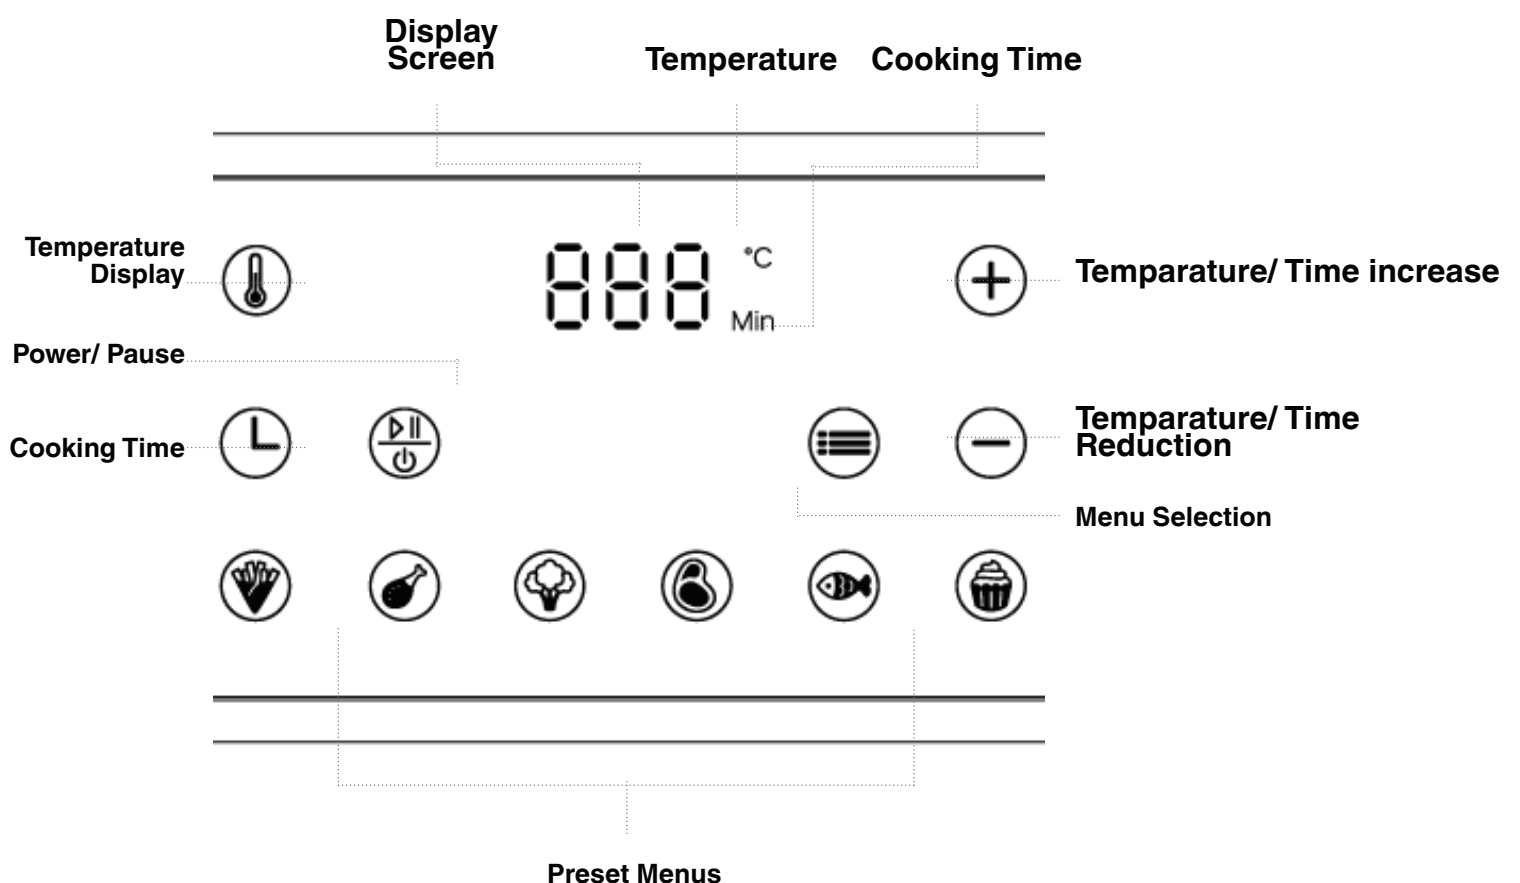 Display
Screen
Temperature
Cooking Time
Temperature
Display
888
°C
Min
Temparature/ Time increase
Power/ Pause
Cooking Time
Temparature/ Time
Reduction
Menu Selection
Preset Menus